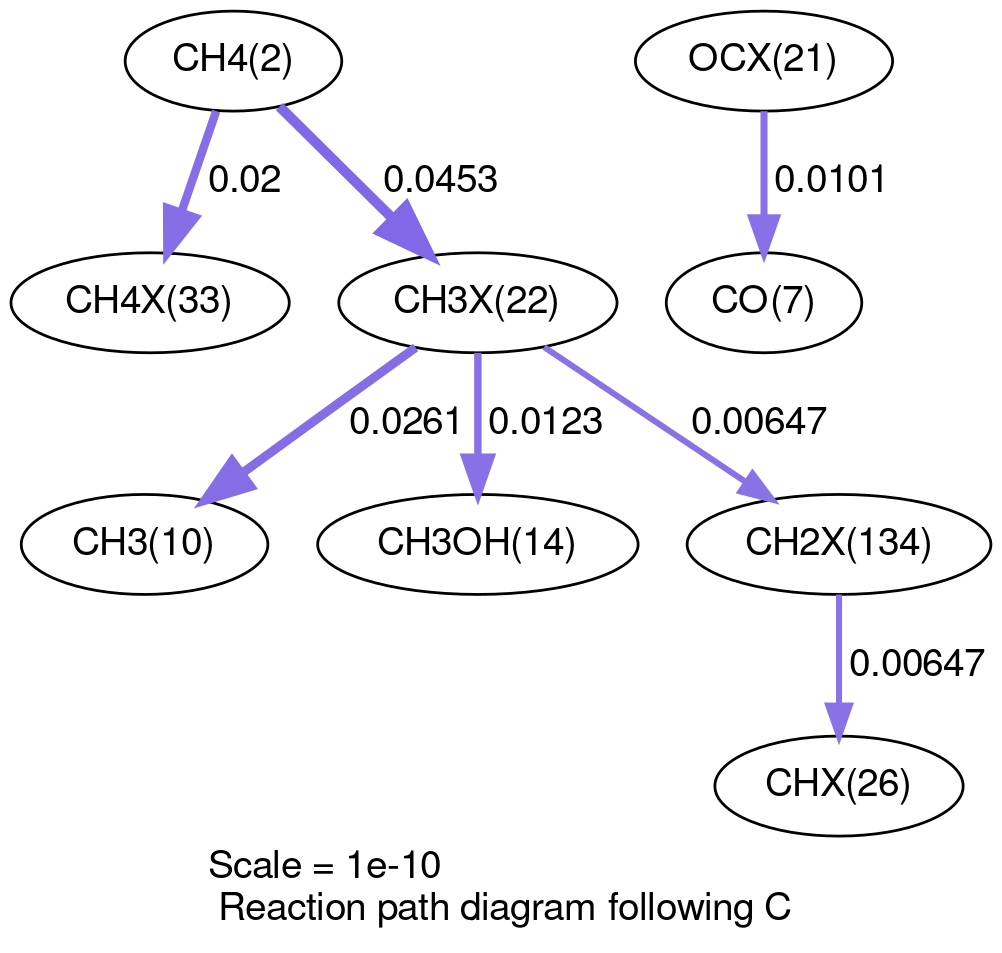 CH4(2)
OCX(21)
0.02
0.0453
0.0101
CH4X(33)
CH3X(22)
CO(7)
0.0261
0.0123
0.00647
CH3(10)
CH3OH(14)
CH2X(134)
0.00647
CHX(26)
Scale = 1e-10
Reaction path diagram following C